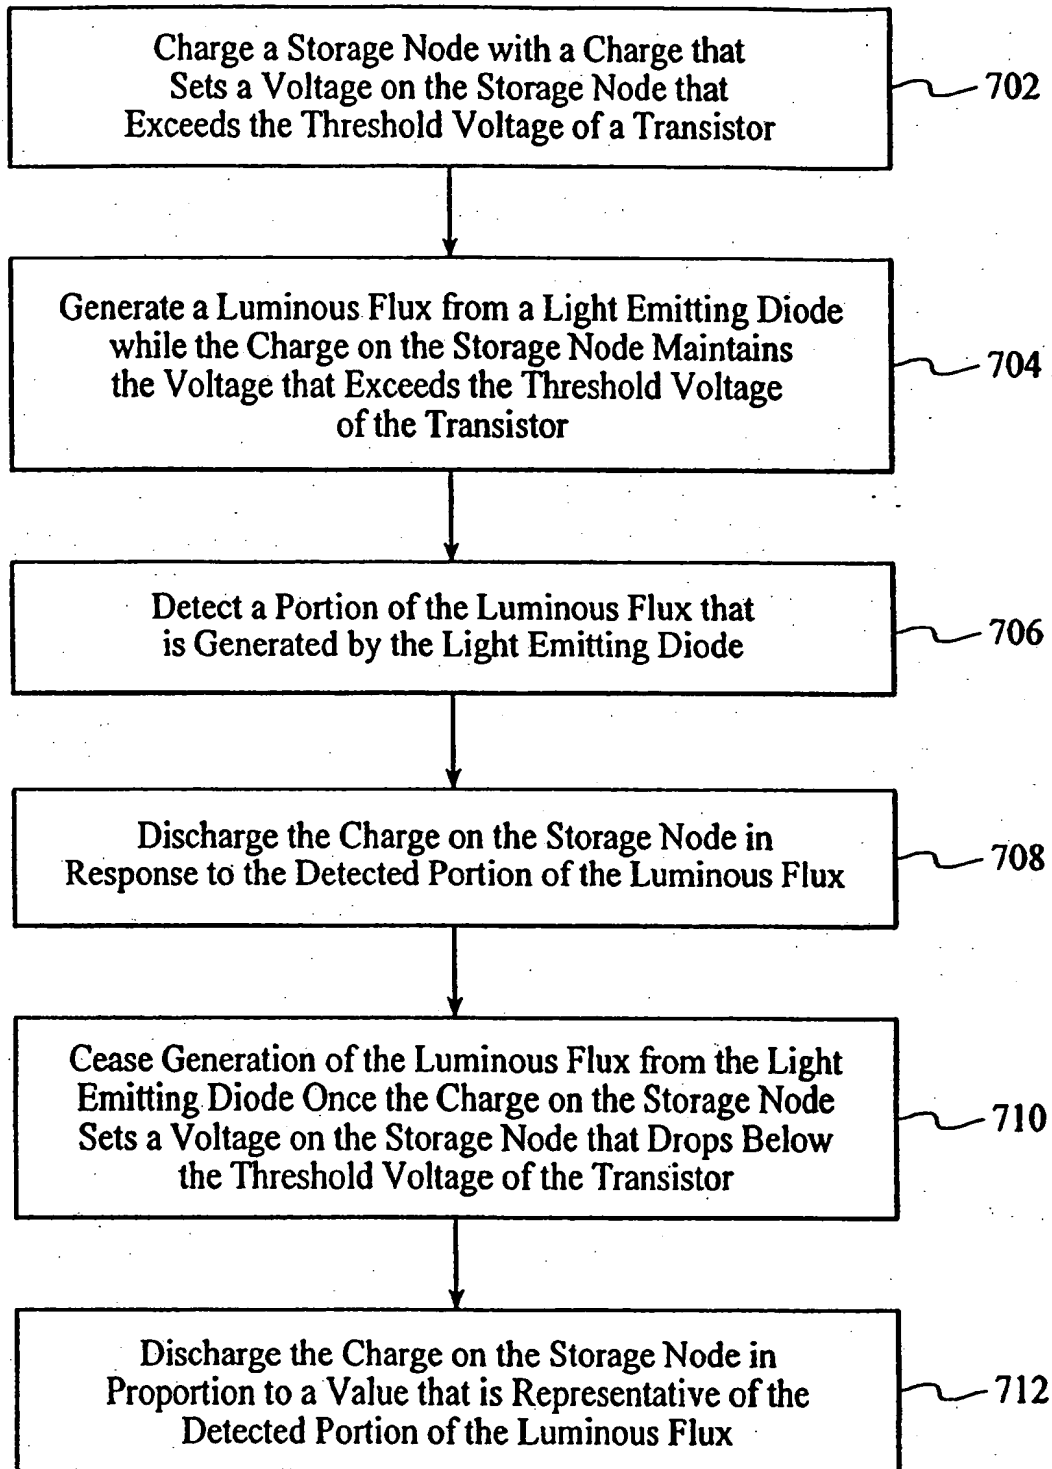 Charge a Storage Node with a Charge that
Sets a Voltage on the Storage Node that
Exceeds the Threshold Voltage of a Transistor
702
Generate a Luminous Flux from a Light Emitting Diode
while the Charge on the Storage Node Maintains
the Voltage that Exceeds the Threshold Voltage
of the Transistor
704
Detect a Portion of the Luminous Flux that
is Generated by the Light Emitting Diode
706
Discharge the Charge on the Storage Node in
Response to the Detected Portion of the Luminous Flux
708
Cease Generation of the Luminous Flux from the Light
Emitting Diode Once the Charge on the Storage Node
Sets a Voltage on the Storage Node that Drops Below
the Threshold Voltage of the Transistor
710
Discharge the Charge on the Storage Node in
Proportion to a Value that is Representative of the
Detected Portion of the Luminous Flux
712